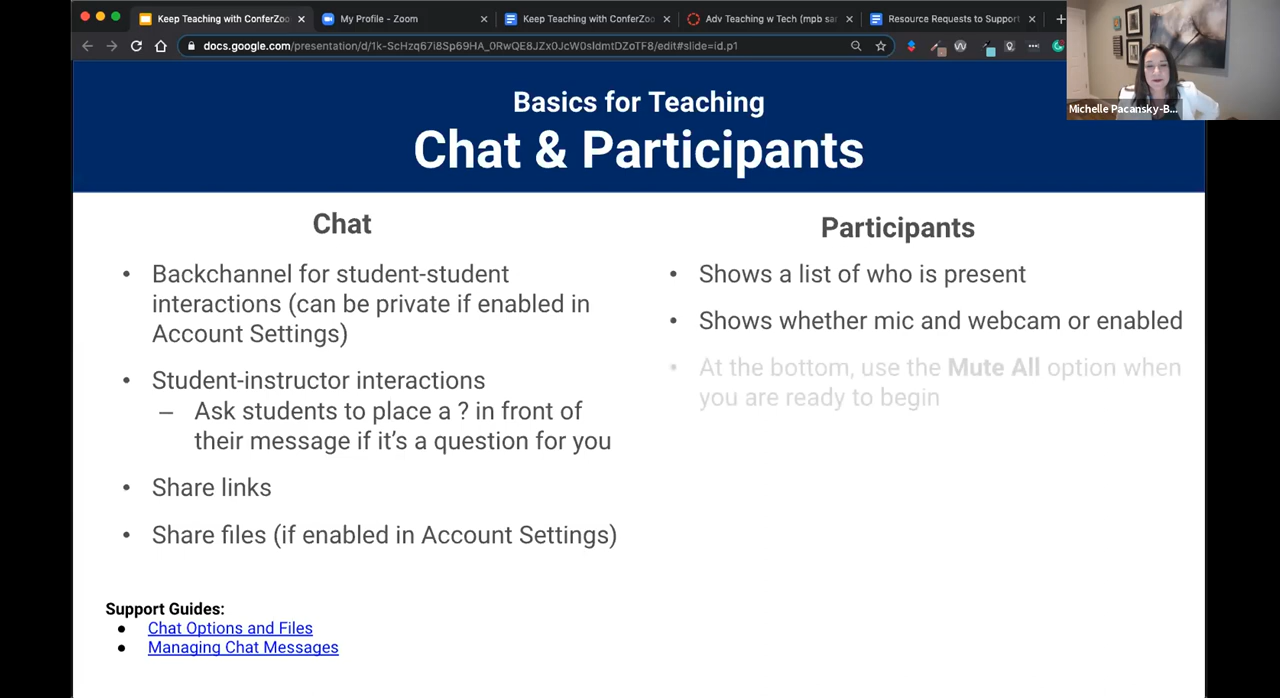 Keep Teaching with ConferZoo
My Profile - Zoom
Keep Teaching with ConferZoo
Adv Teaching w Tech (mpb sar
Resource Requests to Support
docs.google.com/presentation/d/1k-ScHzq67i8Sp69HA_0RwQE8JZx0JcW0sIdmtDZoTF8/edit#slide=id.p1
Michelle Pacansky-B...
Basics for Teaching
Chat & Participants
Chat
• Backchannel for student-student
interactions (can be private if enabled in
Account Settings)
• Student-instructor interactions
– Ask students to place a ? in front of
their message if it's a question for you
• Share links
• Share files (if enabled in Account Settings)
Participants
• Shows a list of who is present
• Shows whether mic and webcam or enabled
• At the bottom, use the Mute All option when
you are ready to begin
Support Guides:
● Chat Options and Files
● Managing Chat Messages